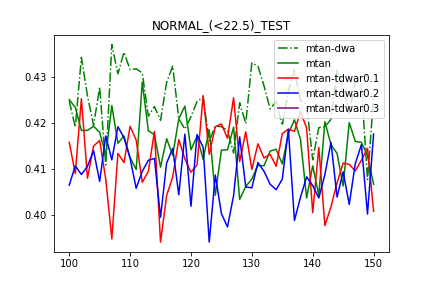 NORMAL_(<22.5)_TEST
mtan-dwa
mtan
mtan-tdwar0.1
mtan-tdwar0.2
mtan-tdwar0.3
0.43
0.42
0.41
0.40
100 110 120 130 140 150